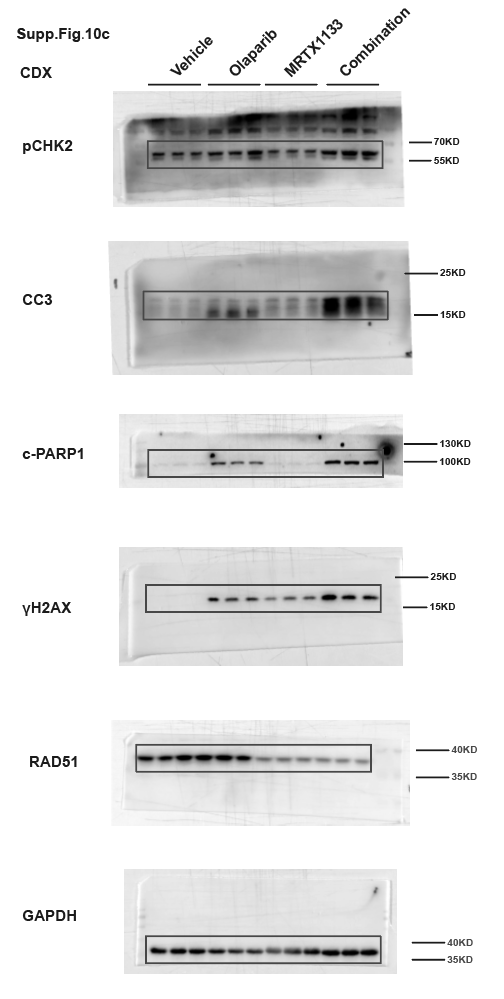 Supp.Fig.10c
CDX
Vehicle
Olaparib
MRTX1133
Combination
pCHK2
70KD
55KD
CC3
25KD
15KD
c-PARP1
130KD
100KD
γH2AX
25KD
15KD
RAD51
40KD
35KD
GAPDH
40KD
35KD